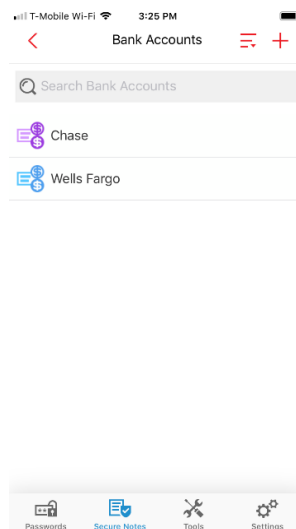 T-Mobile Wi-Fi 3:25 PM
Bank Accounts
Search Bank Accounts
Chase
Wells Fargo
Passwords Secure Notes Tools Settings